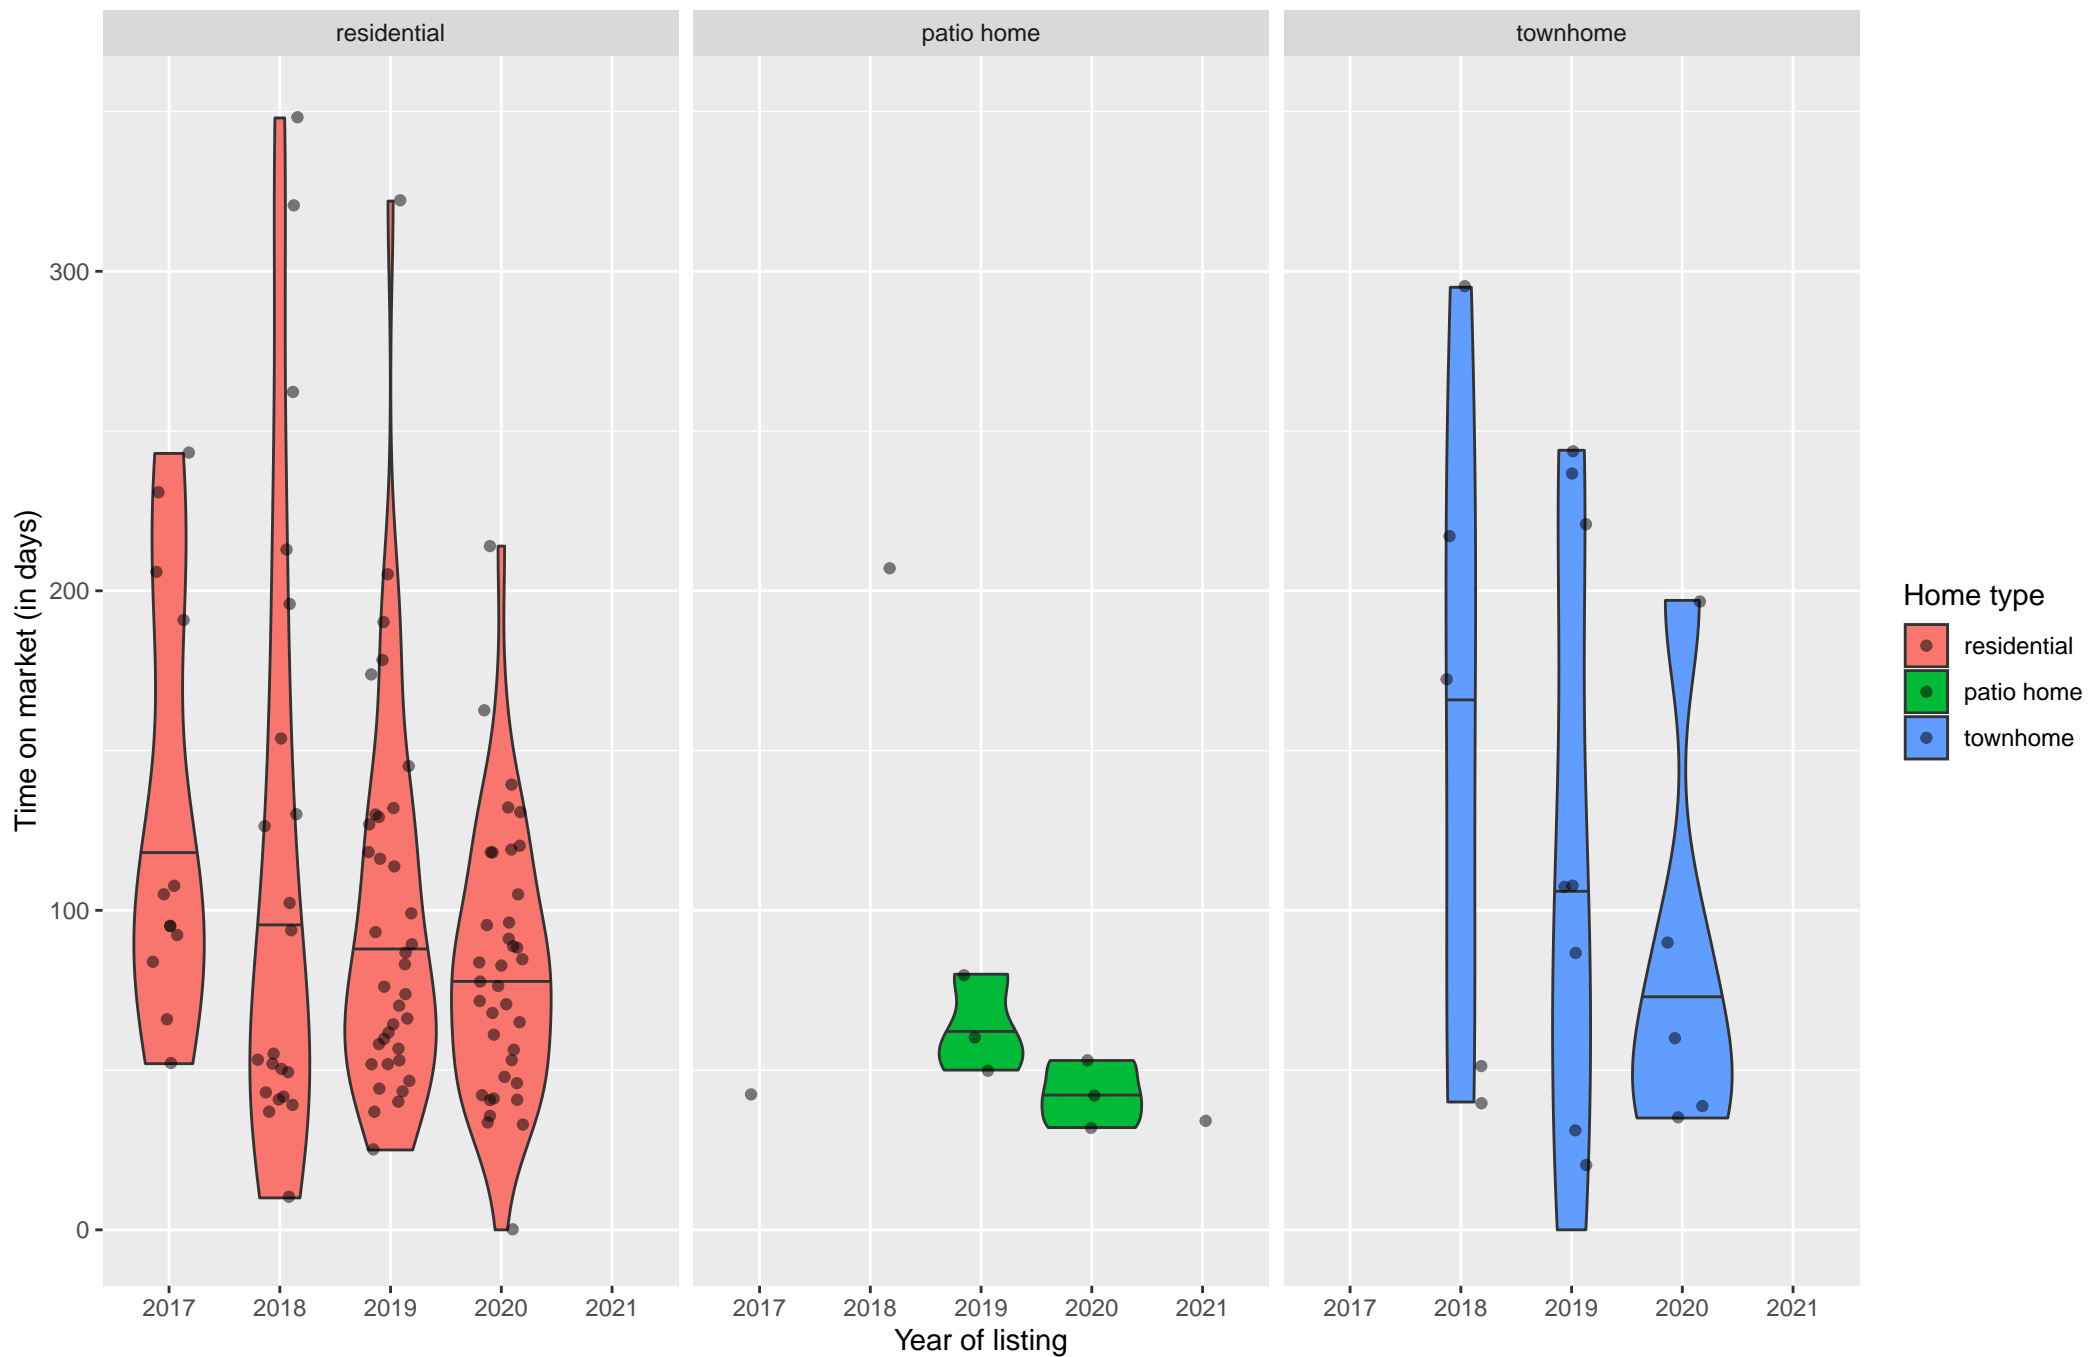 residential
patio home
townhome
Time on market (in days)
300
200
100
0
2017 2018 2019 2020 2021
2017 2018 2019 2020 2021
2017 2018 2019 2020 2021
Year of listing
Home type
residential
patio home
townhome